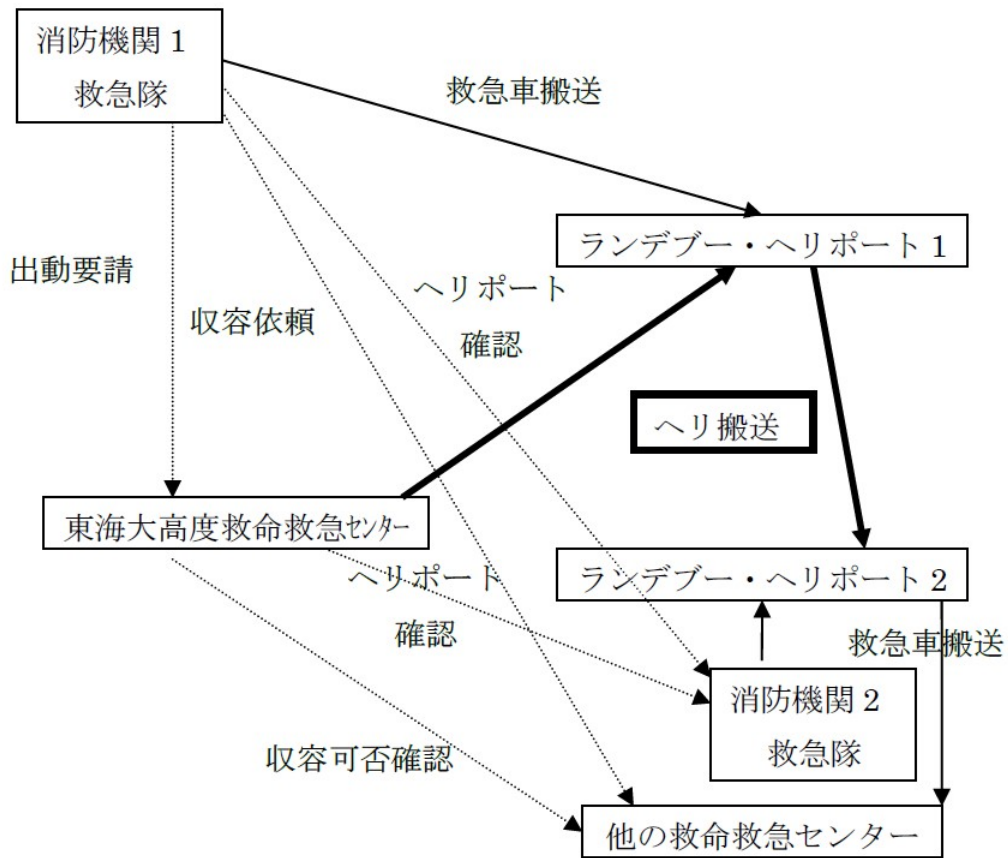 消防機関１
救急隊
救急車搬送
ランデブー・ヘリポート１
出動要請
ヘリポート
確認
収容依頼
ヘリ搬送
東海大高度救命救急ｾﾝﾀｰ
ランデブー・ヘリポート２
ヘリポート
確認
救急車搬送
消防機関２
救急隊
収容可否確認
他の救命救急センター